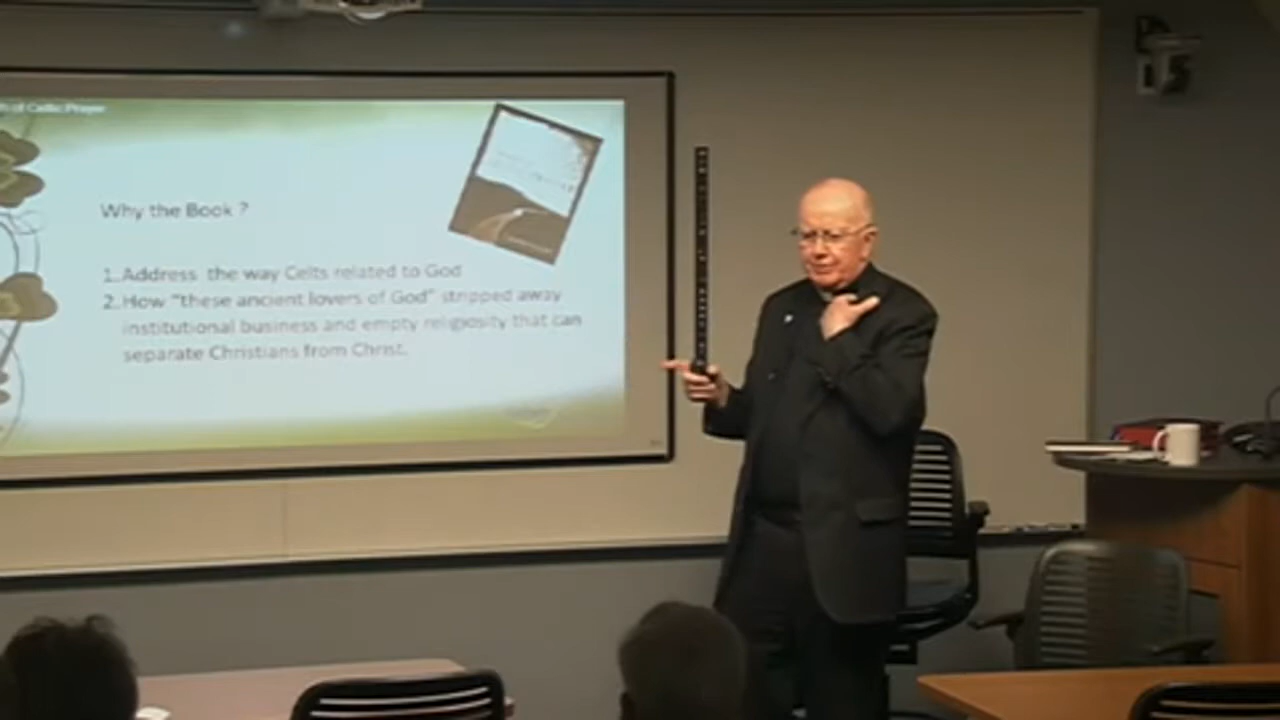 of Celtic Prayer
Why the Book ?
1.Address the way Celts related to God
2.How “these ancient lovers of God” stripped away
institutional business and empty religiosity that can
separate Christians from Christ.